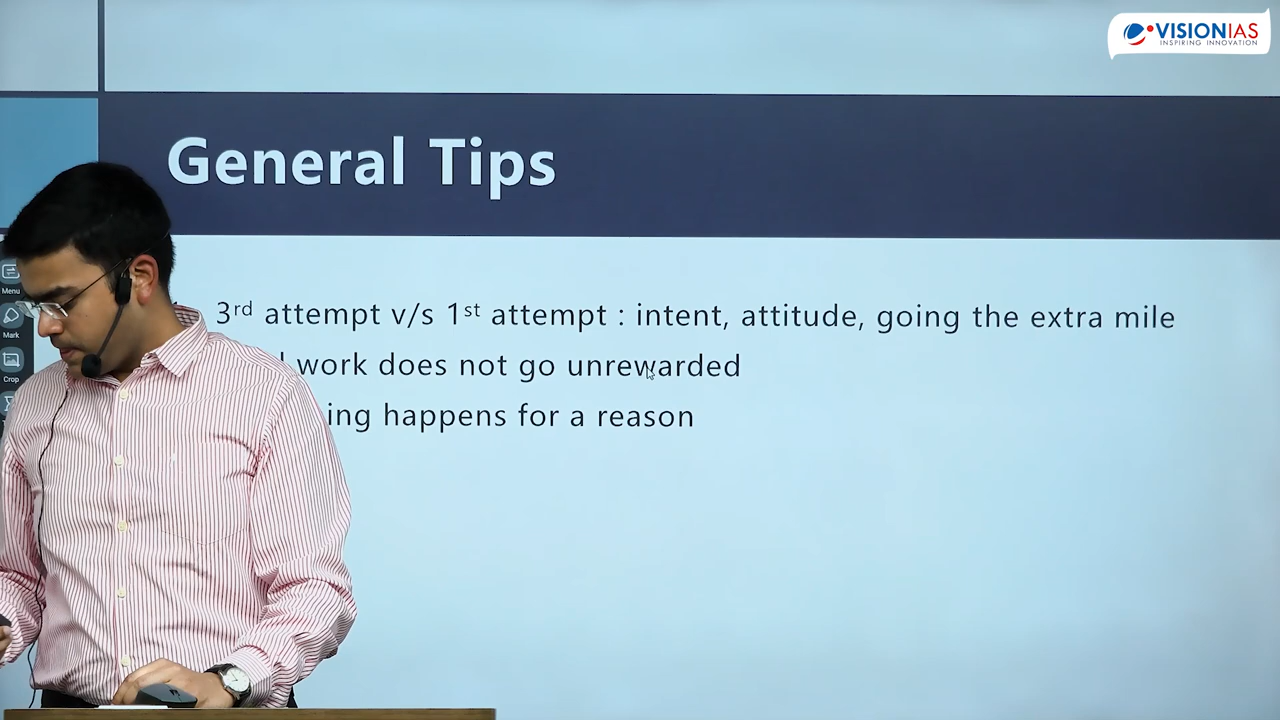 VISIONIAS
INSPIRING INNOVATION
General Tips
Menu
Mark
Crop
3rd attempt v/s 1st attempt : intent, attitude, going the extra mile
work does not go unrewarded
happens for a reason